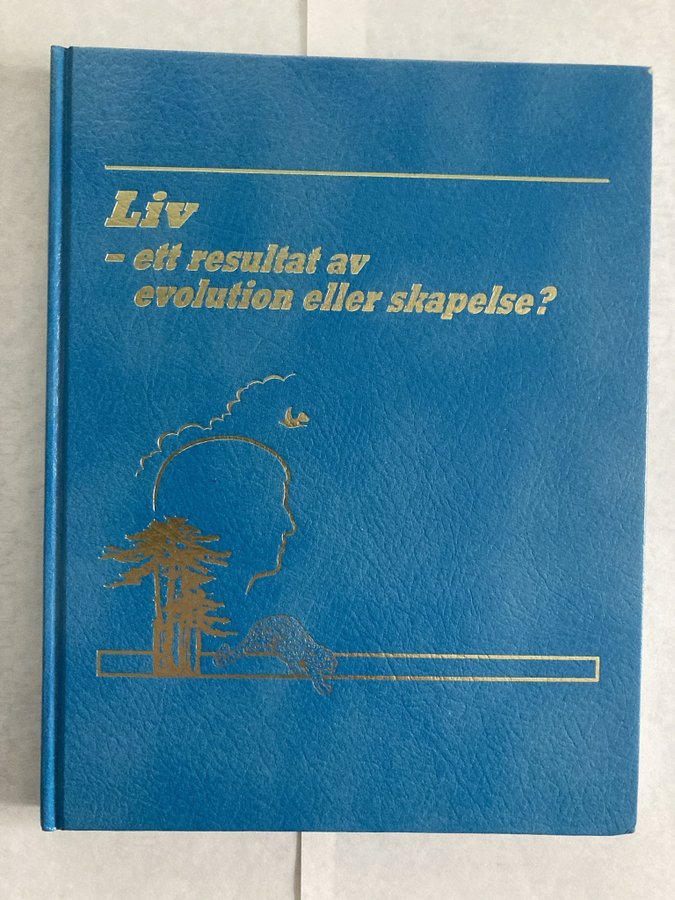 Liv
– ett resultat av
evolution eller skapelse?